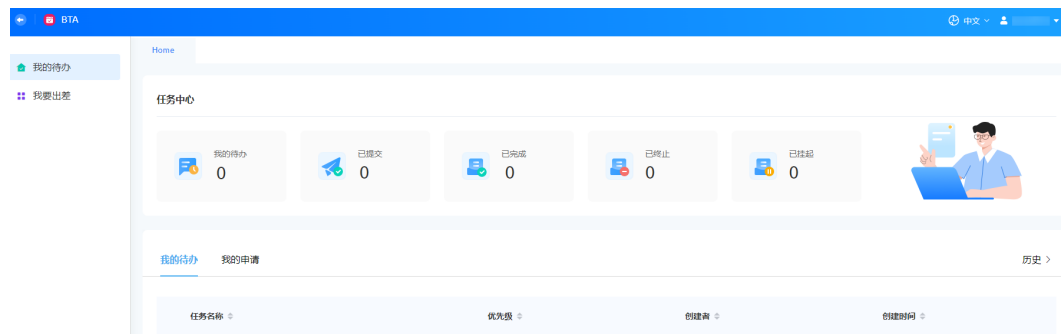 BTA 中文
我的待办
我要出差
Home
任务中心
我的待办 已提交 已完成 已终止 已挂起
0 0 0 0 0
我的待办 我的申请 历史
任务名称 优先级 创建者 创建时间